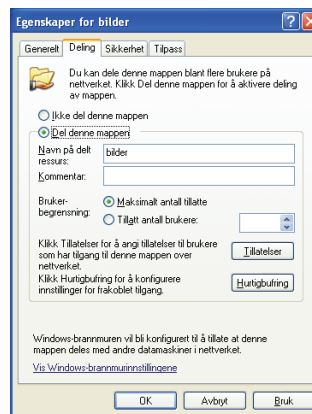 Egenskaper for bilder
Generelt Deling Sikkerhet Tilpass
Du kan dele denne mappen blant flere brukere på
nettverket. Klikk Del denne mappen for å aktivere deling
av mappen.
Ikke del denne mappen
Del denne mappen
Navn på delt
ressurs:
bilder
Kommentar:
Bruker-
begrensning:
Maksimalt antall tillatte
Tillatt antall brukere:
Klikk Tillatelser for å angi tillatelser til brukere
som har tilgang til denne mappen over
nettverket.
Tillatelser
Klikk Hurtigbufring for å konfigurere
innstillinger for frakoblet tilgang.
Hurtigbufring
Windows-brannmuren vil bli konfigurert til å tillate at denne
mappen deles med andre datamaskiner i nettverket.
Vis Windows-brannmurinnstillingene
OK Avbryt Bruk